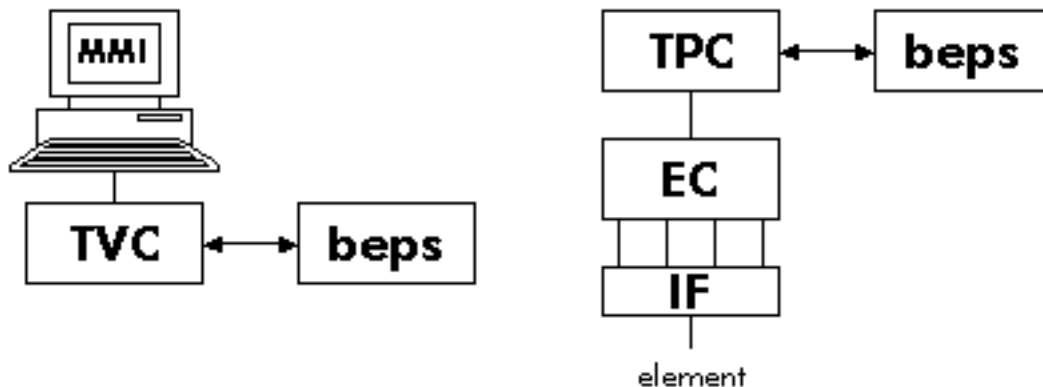 MMI
TVC
beps
TPC
beps
EC
IF
element